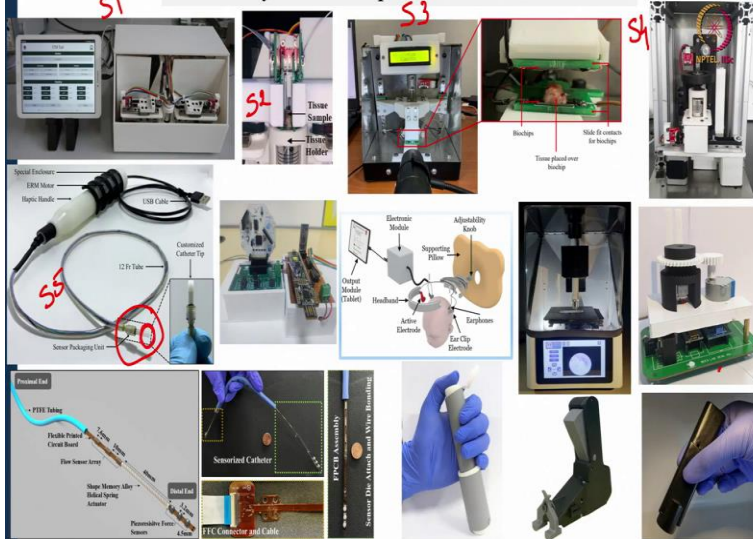 S1
S2
Tissue
Sample
Tissue
Holder
S3
Biochips
Tissue placed over
biochip
Slide fit contacts
for biochips
S4
NPTEL
Special Enclosure
ERM Motor
Haptic Handle
USB Cable
12 Fr Tube
Customized
Catheter Tip
S5
Sensor Packaging Unit
Electronic
Module
Adjustability
Knob
Supporting
Pillow
Output
Module
(Tablet)
Headband
Active
Electrode
Earphones
Ear Clip
Electrode
Proximal End
PTFE Tubing
Flexible Printed
Circuit Board
Flow Sensor Array
Shape Memory Alloy
Helical Spring
Actuator
Distal End
Piezoresistive Force
Sensors
4.5mm
Sensorized Catheter
FFC Connector and Cable
FPCB Assembly
Sensor Die Attach and Wire Bonding